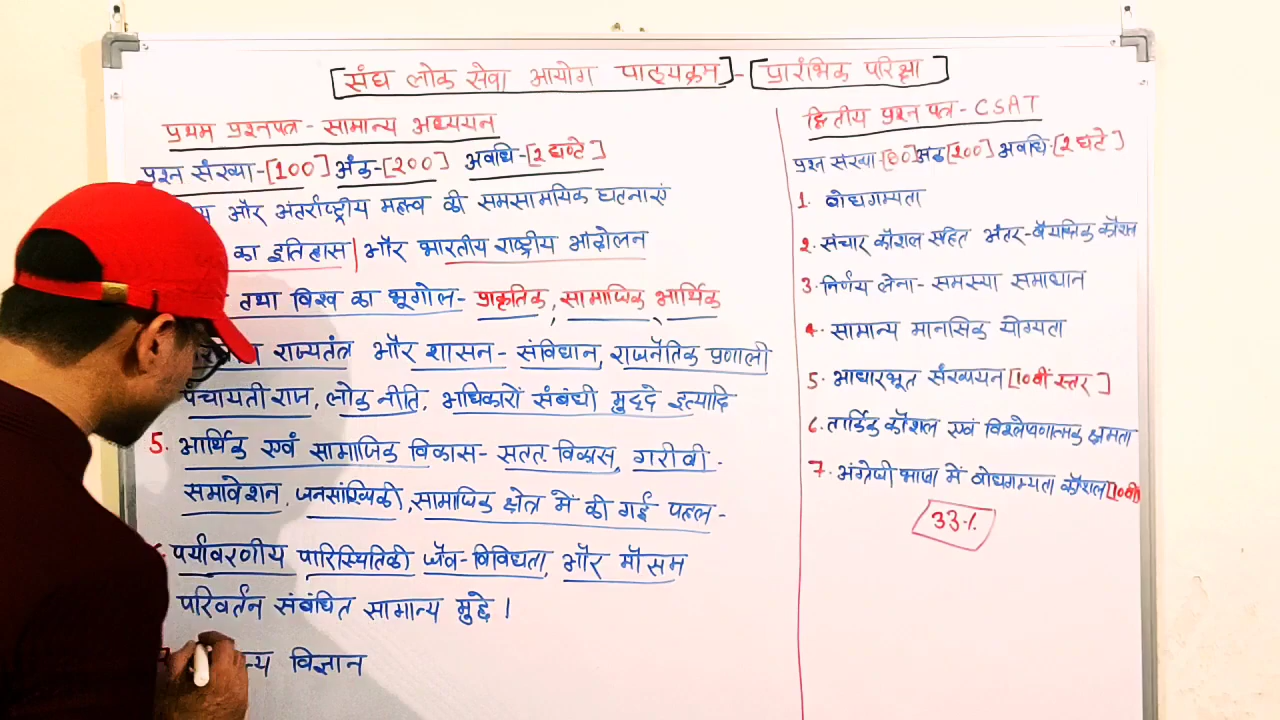 [संघ लोक सेवा आयोग पाठ्यक्रम]-[प्रारंभिक परिक्षा]
प्रथम प्रश्नपत्र - सामान्य अध्ययन
प्रश्न संख्या-[100] अंक-[200] अवधि-[2 घण्टे]
और अंतर्राष्ट्रीय महत्व की समसामयिक घटनाएं
का इतिहास | और भारतीय राष्ट्रीय आंदोलन
तथा विश्व का भूगोल- प्राकृतिक, सामाजिक, आर्थिक
राज्यतंत्र और शासन - संविधान, राजनैतिक प्रणाली
पंचायती राज, लोक नीति, अधिकारों संबंधी मुद्दे इत्यादि
5. आर्थिक एवं सामाजिक विकास- सतत विकास, गरीबी.
समावेशन, जनसांख्यिकी, सामाजिक क्षेत्र में की गई पहल-
पर्यावरणीय पारिस्थितिकी जैव-विविधता, और मौसम
परिवर्तन संबंधित सामान्य मुद्दे।
विज्ञान
द्वितीय प्रश्न पत्र - CSAT
प्रश्न संख्या [80] अंक [200] अवधि-[2 घंटे]
1. बोधगम्यता
2. संचार कौशल सहित अंतर-वैयक्तिक कौशल
3. निर्णय लेना- समस्या समाधान
4. सामान्य मानसिक योग्यता
5. आधारभूत संख्ययन [10वीं स्तर]
6. तार्किक कौशल एवं विश्लेषणात्मक क्षमता
7. अंग्रेजी भाषा में बोधगम्यता कौशल [10वीं
33%